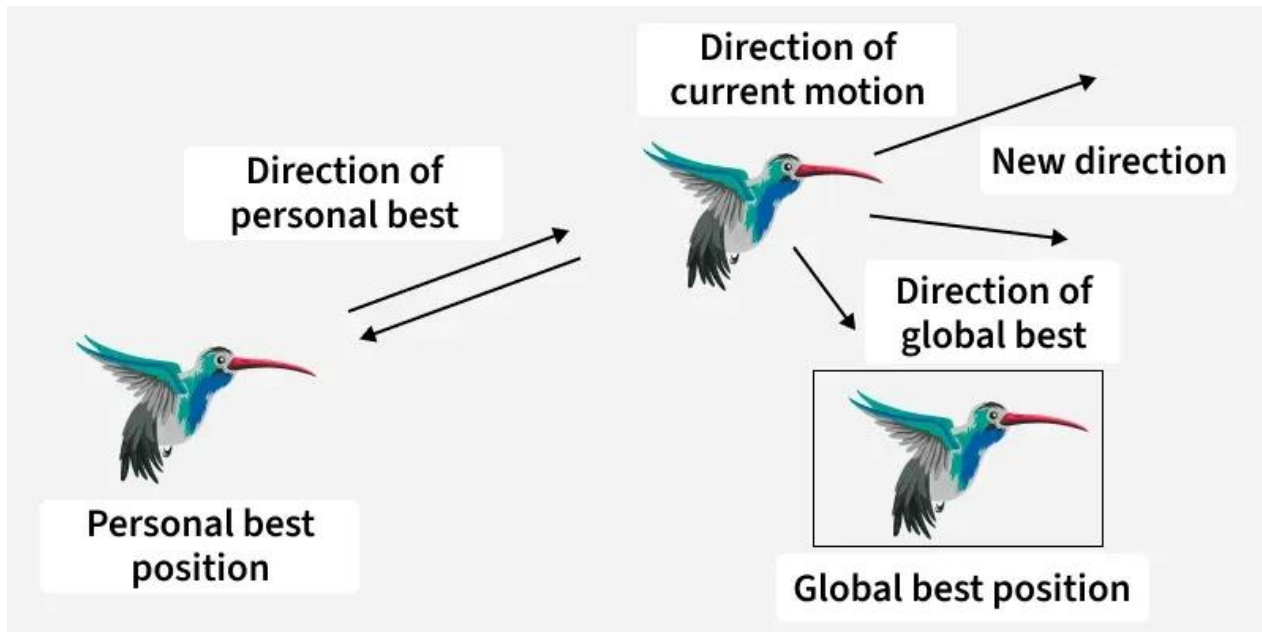 Direction of
current motion
New direction
Direction of
personal best
Direction of
global best
Personal best
position
Global best position